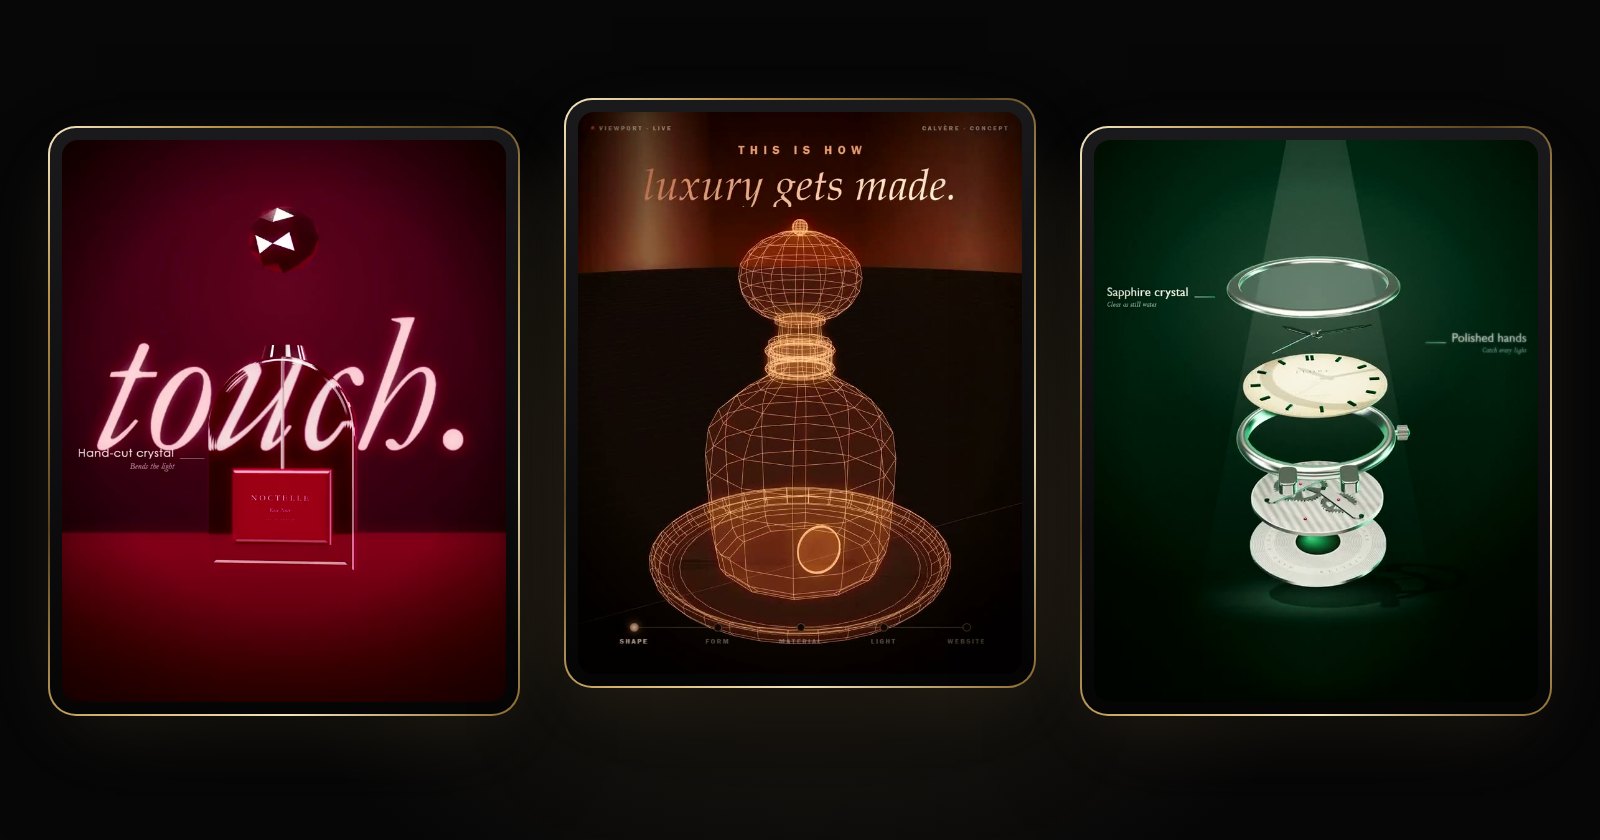 touch.
Hand-cut crystal
Bends the light
NOCTELLE
VIEWPORT · LIVE
CALVÈRE · CONCEPT
THIS IS HOW
luxury gets made.
SHAPE
FORM
MATERIAL
LIGHT
WEBSITE
Sapphire crystal
Clear as still water
Polished hands
Catch every light